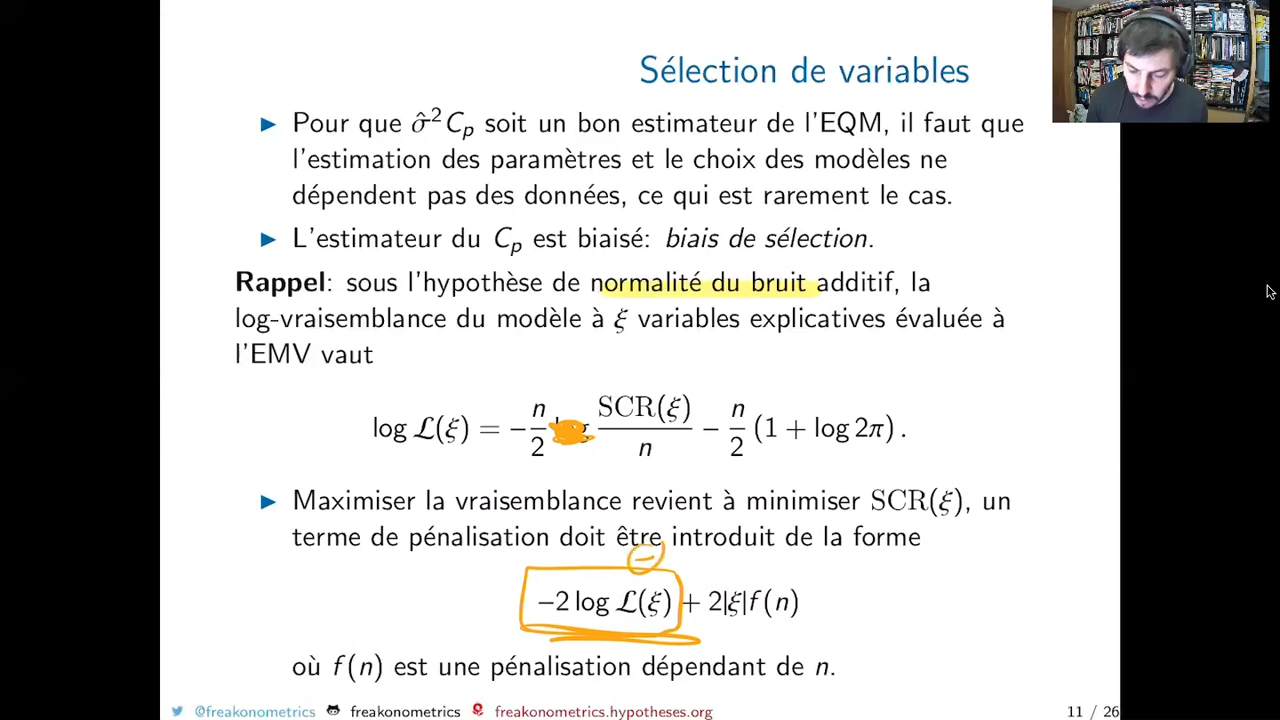 Sélection de variables
▶ Pour que σ̂²Cₚ soit un bon estimateur de l'EQM, il faut que
l'estimation des paramètres et le choix des modèles ne
dépendent pas des données, ce qui est rarement le cas.
▶ L'estimateur du Cₚ est biaisé: biais de sélection.
Rappel: sous l'hypothèse de normalité du bruit additif, la
log-vraisemblance du modèle à ξ variables explicatives évaluée à
l'EMV vaut
log ℒ(ξ) = −n/2 log SCR(ξ)/n − n/2 (1 + log 2π).
▶ Maximiser la vraisemblance revient à minimiser SCR(ξ), un
terme de pénalisation doit être introduit de la forme
−
−2 log ℒ(ξ) + 2|ξ|f(n)
où f(n) est une pénalisation dépendant de n.
@freakonometrics freakonometrics freakonometrics.hypotheses.org 11 / 26